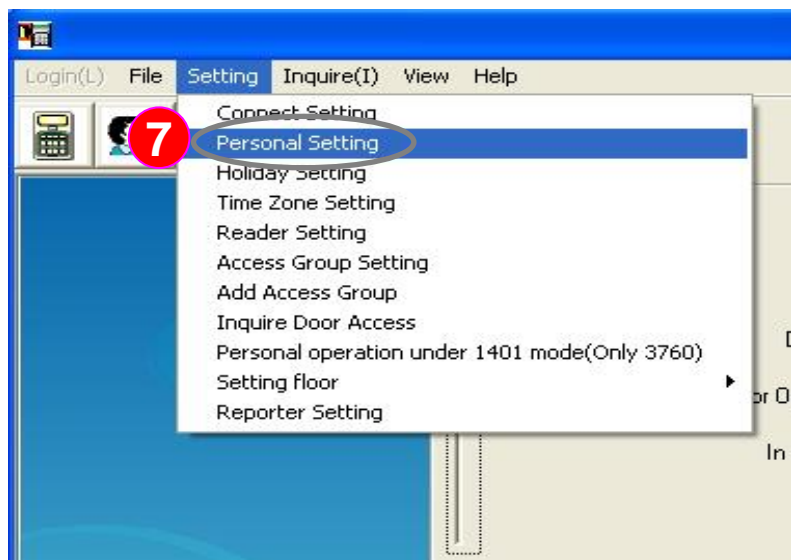 Login(L) File Setting Inquire(I) View Help
Connect Setting
7 Personal Setting
Holiday Setting
Time Zone Setting
Reader Setting
Access Group Setting
Add Access Group
Inquire Door Access
Personal operation under 1401 mode(Only 3760)
Setting floor
Reporter Setting
In